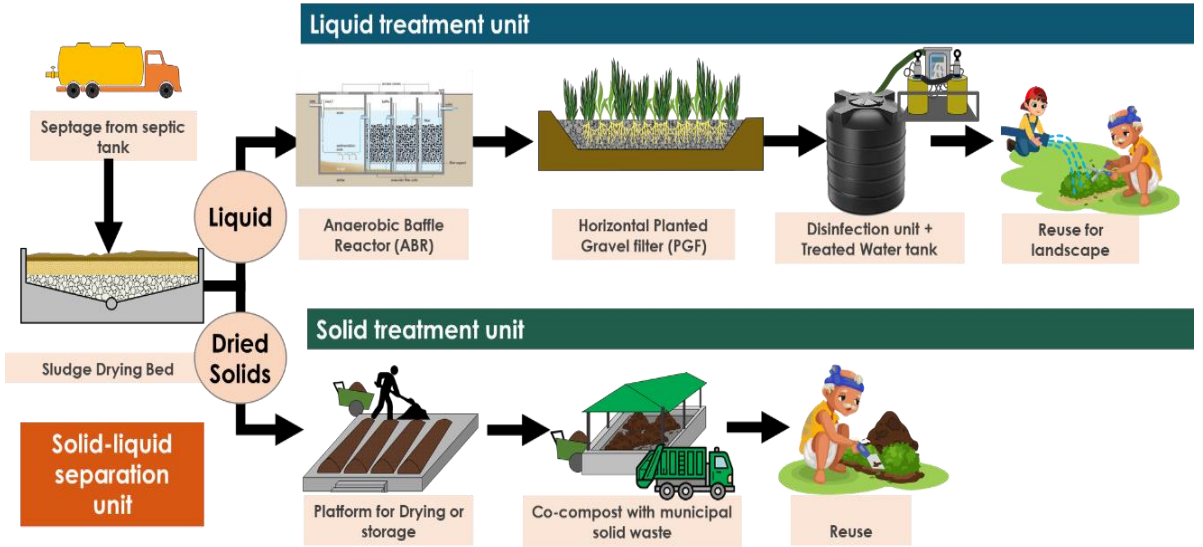 Liquid treatment unit
Septage from septic
tank
Liquid
Anaerobic Baffle
Reactor (ABR)
Horizontal Planted
Gravel filter (PGF)
Disinfection unit +
Treated Water tank
Reuse for
landscape
Sludge Drying Bed
Dried
Solids
Solid treatment unit
Solid-liquid
separation
unit
Platform for Drying or
storage
Co-compost with municipal
solid waste
Reuse